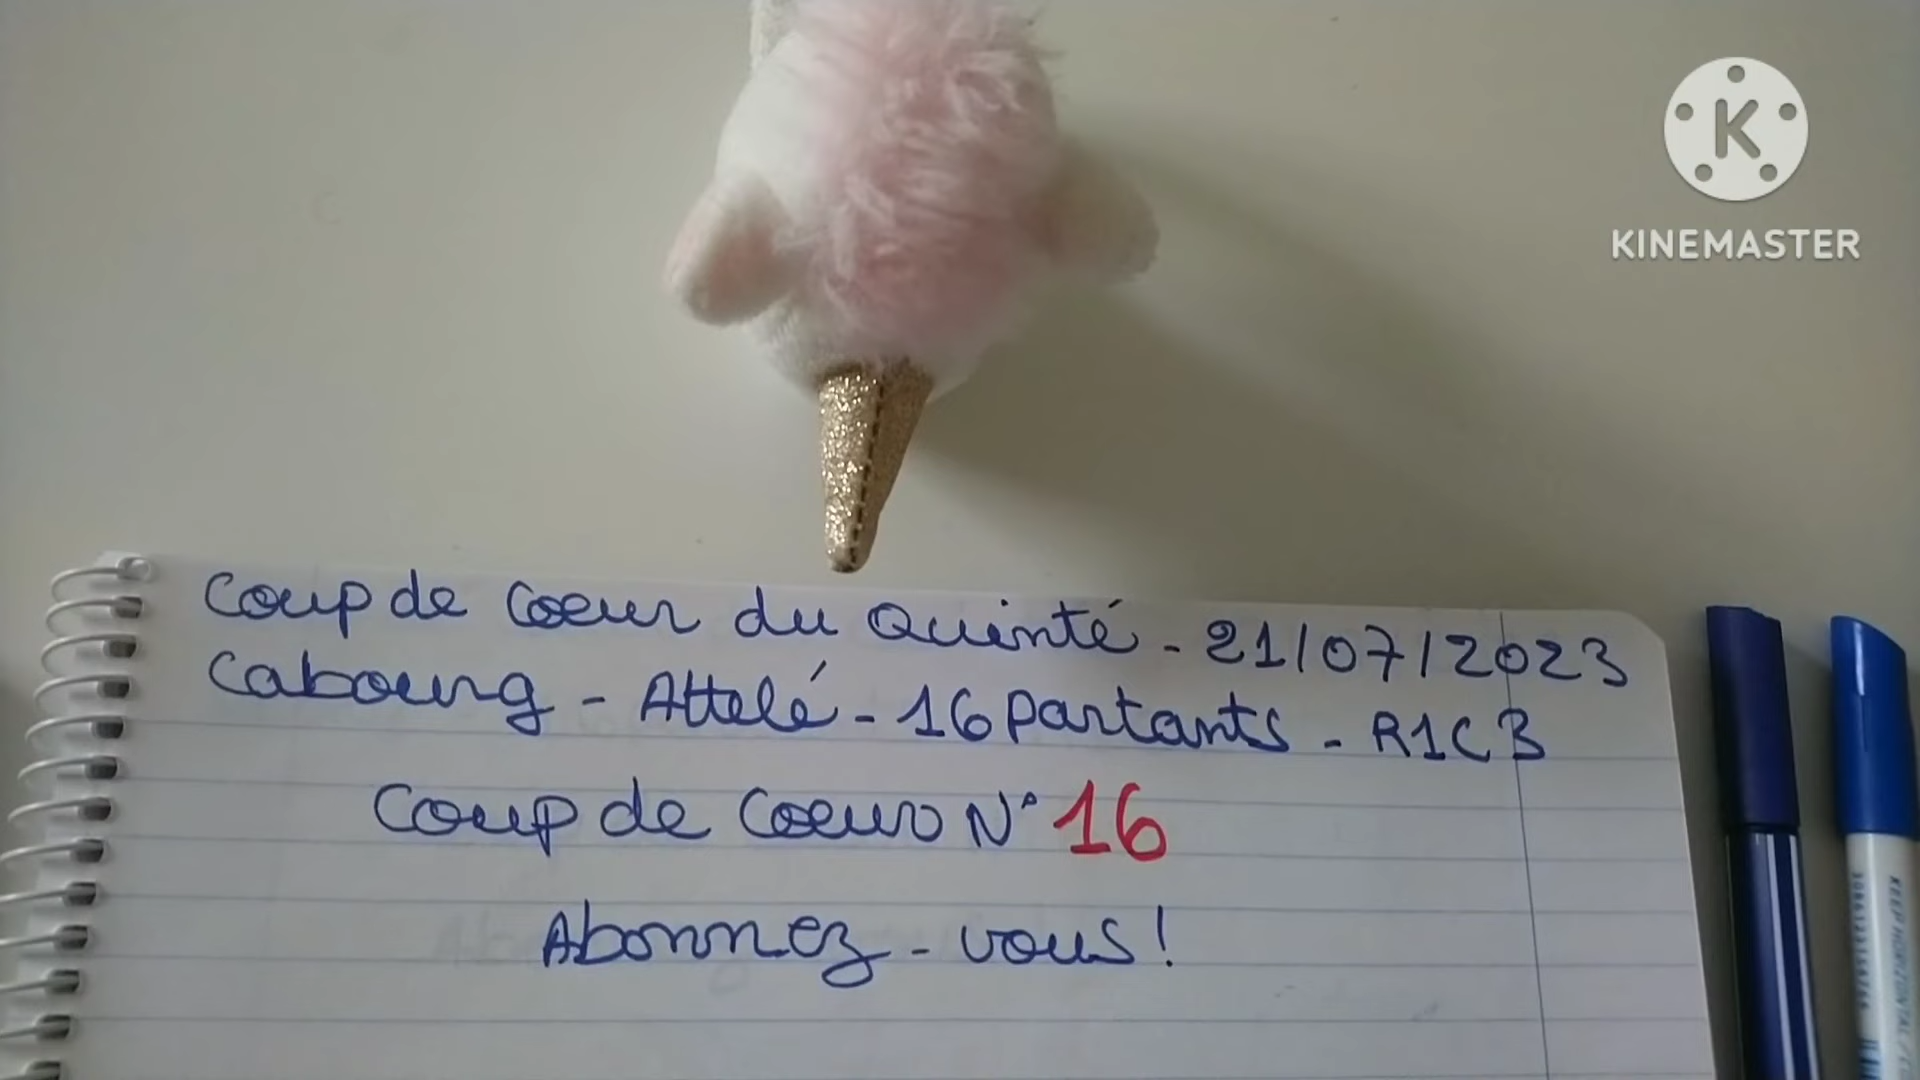 K
KINEMASTER
Coup de Coeur du Quinté - 21/07/2023
Cabourg - Attelé - 16 Partants - R1C3
Coup de Coeur N° 16
Abonnez-vous!